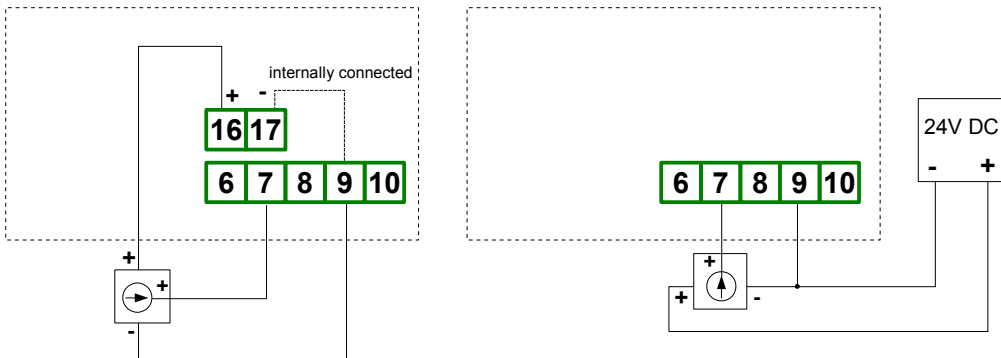 internally connected
+ -
16 17
6 7 8 9 10
+
+
-
24V DC
- +
6 7 8 9 10
+
+ -